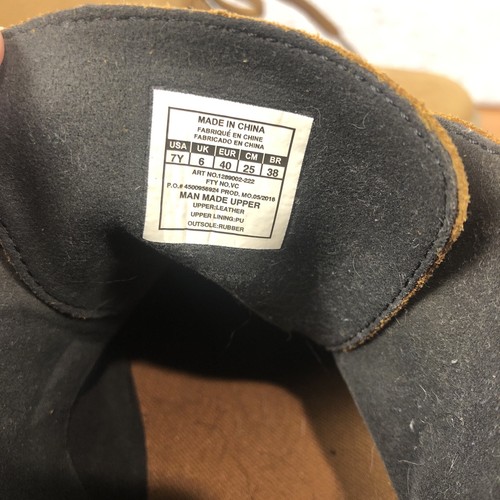 MADE IN CHINA
FABRIQUÉ EN CHINE
FABRICADO EN CHINA
USA UK EUR CM BR
7Y 6 40 25 38
ART NO.1289002-222
FTY NO.VC
P.O.# 4500956924 PROD. MO.05/2018
MAN MADE UPPER
UPPER:LEATHER
UPPER LINING:PU
OUTSOLE:RUBBER